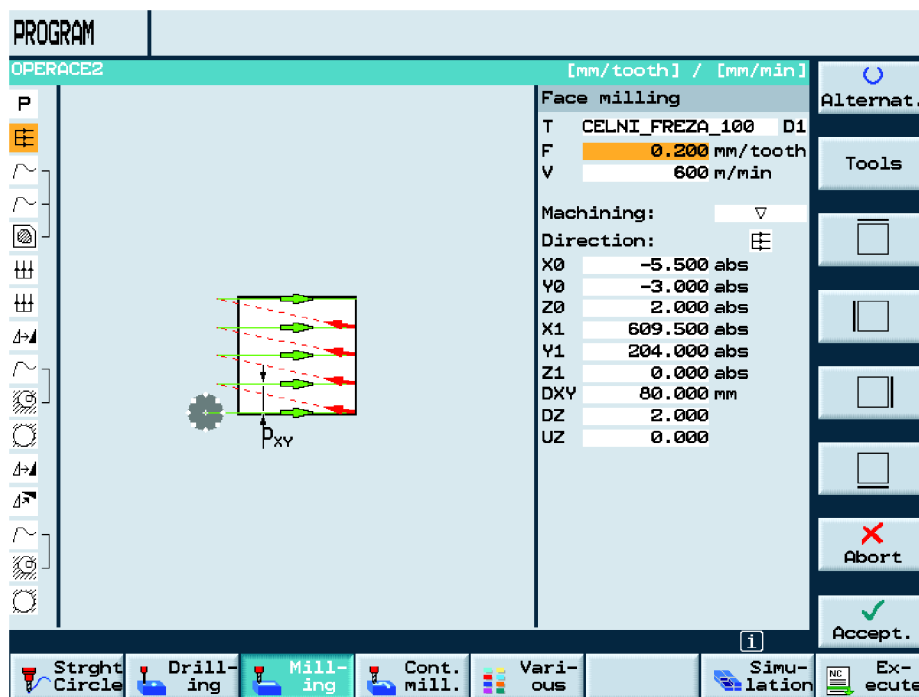 PROGRAM
OPERACE2 [mm/tooth] / [mm/min]
P
Face milling
T CELNI_FREZA_100 D1
F 0.200 mm/tooth
V 600 m/min
Machining: ▽
Direction:
X0 -5.500 abs
Y0 -3.000 abs
Z0 2.000 abs
X1 609.500 abs
Y1 204.000 abs
Z1 0.000 abs
DXY 80.000 mm
DZ 2.000
UZ 0.000
PXY
Alternat.
Tools
Abort
Accept.
i
Strght
Circle
Drill-
ing
Mill-
ing
Cont.
mill.
Vari-
ous
Simu-
lation
NC
Ex-
ecute